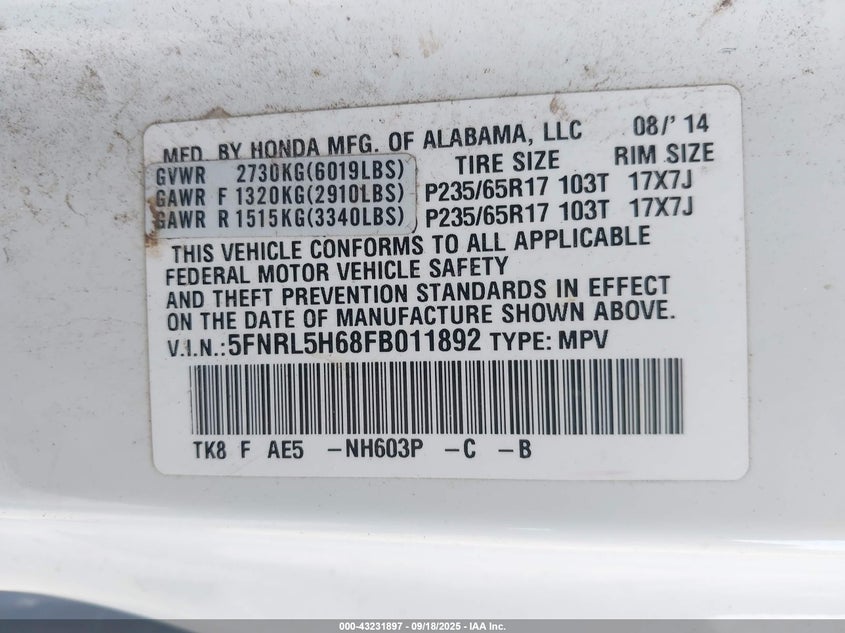 MFD. BY HONDA MFG. OF ALABAMA, LLC 08/'14
GVWR 2730KG(6019LBS) TIRE SIZE RIM SIZE
GAWR F 1320KG(2910LBS) P235/65R17 103T 17X7J
GAWR R 1515KG(3340LBS) P235/65R17 103T 17X7J
THIS VEHICLE CONFORMS TO ALL APPLICABLE
FEDERAL MOTOR VEHICLE SAFETY
AND THEFT PREVENTION STANDARDS IN EFFECT
ON THE DATE OF MANUFACTURE SHOWN ABOVE.
V.I.N.:5FNRL5H68FB011892 TYPE: MPV
TK8 F AE5 -NH603P -C -B
000-43231897 - 09/18/2025 - IAA Inc.